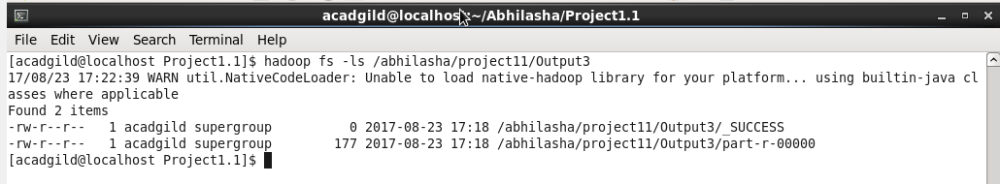 acadgild@localhost:~/Abhilasha/Project1.1
File Edit View Search Terminal Help
[acadgild@localhost Project1.1]$ hadoop fs -ls /abhilasha/project11/Output3
17/08/23 17:22:39 WARN util.NativeCodeLoader: Unable to load native-hadoop library for your platform... using builtin-java cl
asses where applicable
Found 2 items
-rw-r--r--   1 acadgild supergroup          0 2017-08-23 17:18 /abhilasha/project11/Output3/_SUCCESS
-rw-r--r--   1 acadgild supergroup        177 2017-08-23 17:18 /abhilasha/project11/Output3/part-r-00000
[acadgild@localhost Project1.1]$